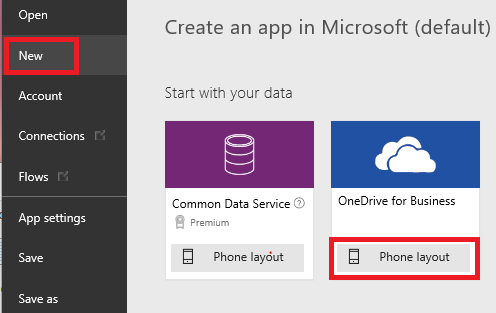 Open
New
Account
Connections
Flows
App settings
Save
Save as
Create an app in Microsoft (default)
Start with your data
Common Data Service ?
Premium
Phone layout
OneDrive for Business
Phone layout